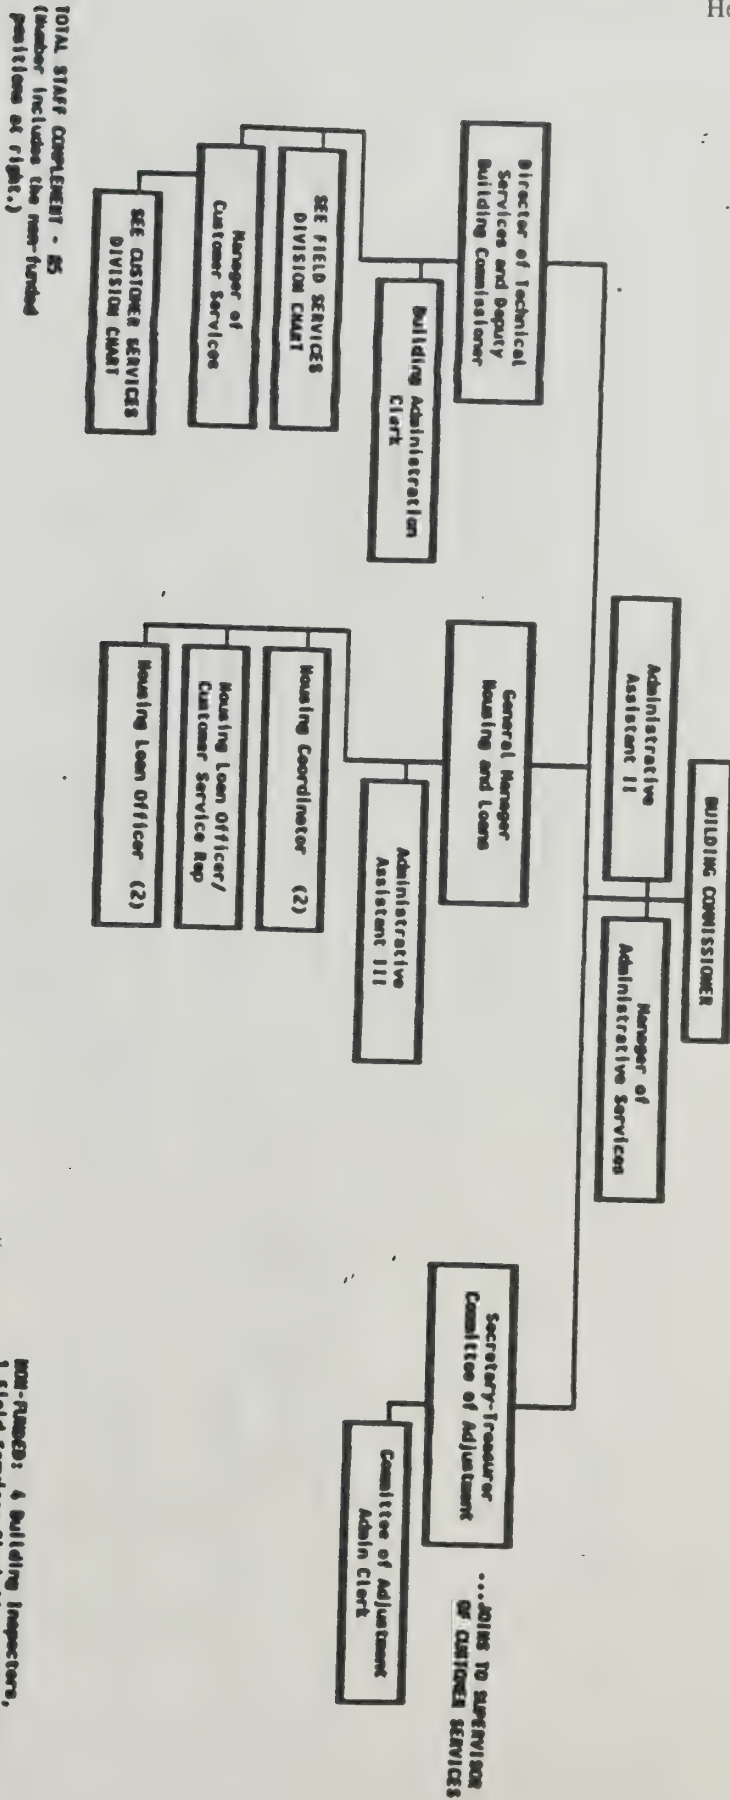 BUILDING COMMISSIONER
Administrative
Assistant II
Manager of
Administrative Services
Director of Technical
Services and Deputy
Building Commissioner
Building Administration
Clerk
SEE FIELD SERVICES
DIVISION CHART
Manager of
Customer Services
SEE CUSTOMER SERVICES
DIVISION CHART
General Manager
Housing and Loans
Administrative
Assistant III
Housing Coordinator (2)
Housing Loan Officer/
Customer Service Rep
Housing Loan Officer (2)
Secretary-Treasurer
Committee of Adjustment
...JOINS TO SUPERVISOR
OF CUSTOMER SERVICES
Committee of Adjustment
Admin Clerk
TOTAL STAFF COMPLEMENT - 85
(Number includes the non-funded
positions at right.)
NON-FUNDED: 4 Building Inspectors,